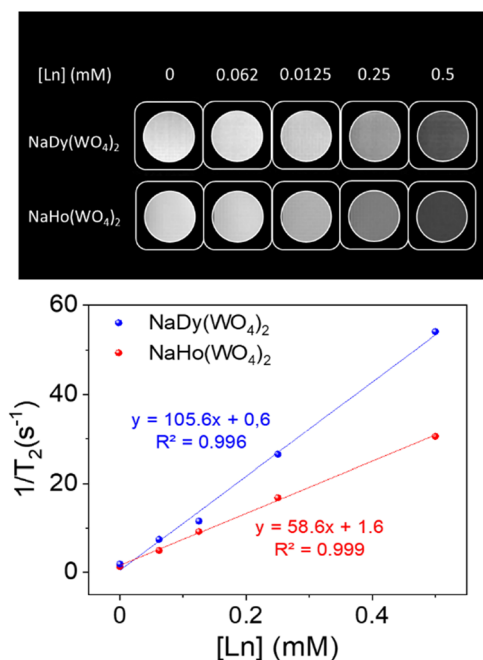 [Ln] (mM) 0 0.062 0.0125 0.25 0.5
NaDy(WO₄)₂
NaHo(WO₄)₂
60
NaDy(WO₄)₂
NaHo(WO₄)₂
40
y = 105.6x + 0,6
R² = 0.996
20
y = 58.6x + 1.6
R² = 0.999
0
1/T₂(s⁻¹)
0 0.2 0.4
[Ln] (mM)